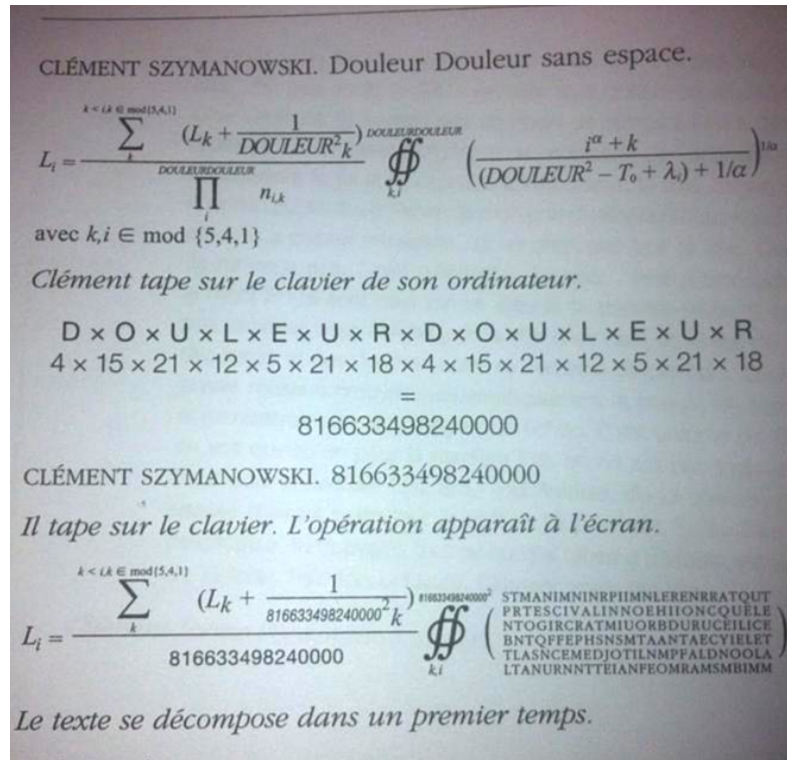 CLÉMENT SZYMANOWSKI. Douleur Douleur sans espace.
k < i,k ∈ mod{5,4,1}
L_i = ∑_k (L_k + 1/DOULEUR²k) / ∏_i^{DOULEURDOULEUR} n_{i,k} ∯_{k,i}^{DOULEURDOULEUR} (i^α + k / ((DOULEUR² – T₀ + λ_i) + 1/α))^{1/α}
avec k,i ∈ mod {5,4,1}
Clément tape sur le clavier de son ordinateur.
D × O × U × L × E × U × R × D × O × U × L × E × U × R
4 × 15 × 21 × 12 × 5 × 21 × 18 × 4 × 15 × 21 × 12 × 5 × 21 × 18
=
816633498240000
CLÉMENT SZYMANOWSKI. 816633498240000
Il tape sur le clavier. L'opération apparaît à l'écran.
k < i,k ∈ mod{5,4,1}
L_i = ∑_k (L_k + 1/816633498240000²k) / 816633498240000 ∯_{k,i}^{816633498240000²}
STMANIMNINRPIIMNLERENRRATQUT
PRTESCIVALINNOEHIIONCQUELE
NTOGIRCRATMIUORBDURUCEILICE
BNTQFFEPHSNSMTAANTAECYIELET
TLASNCEMEDJOTILNMPFALDNOOLA
LTANURNNTTEIANFEOMRAMSMBIMM
Le texte se décompose dans un premier temps.